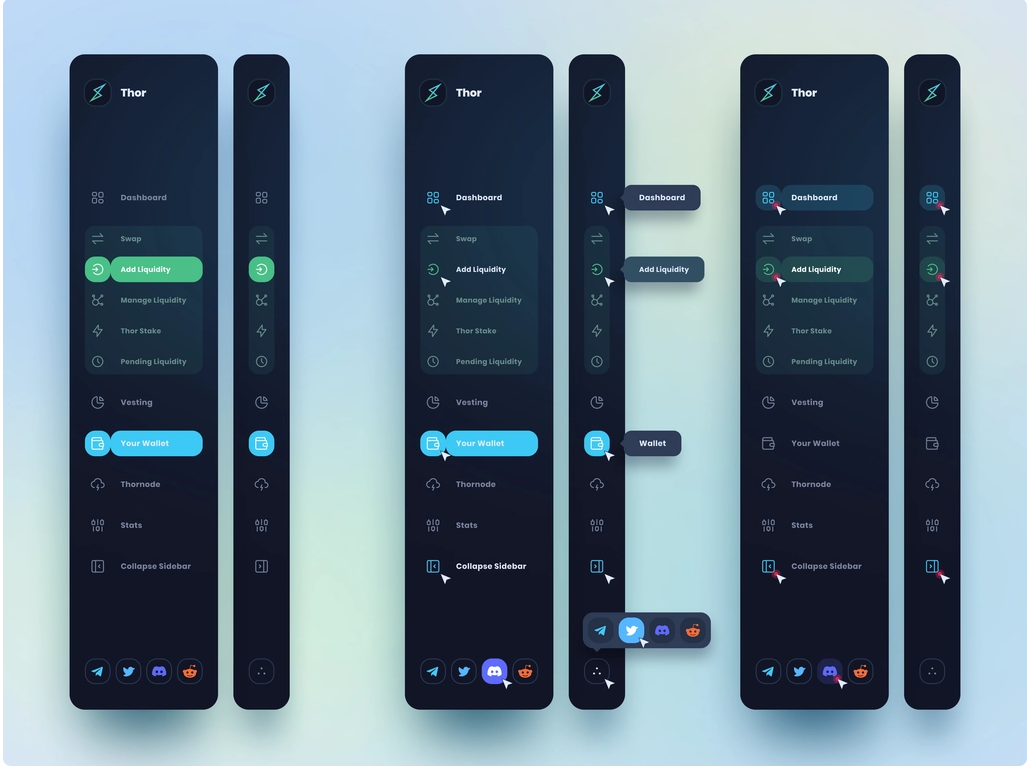 Thor
Dashboard
Swap
Add Liquidity
Manage Liquidity
Thor Stake
Pending Liquidity
Vesting
Your Wallet
Thornode
Stats
Collapse Sidebar
Thor
Dashboard
Swap
Add Liquidity
Manage Liquidity
Thor Stake
Pending Liquidity
Vesting
Your Wallet
Thornode
Stats
Collapse Sidebar
Dashboard
Add Liquidity
Wallet
Thor
Dashboard
Swap
Add Liquidity
Manage Liquidity
Thor Stake
Pending Liquidity
Vesting
Your Wallet
Thornode
Stats
Collapse Sidebar